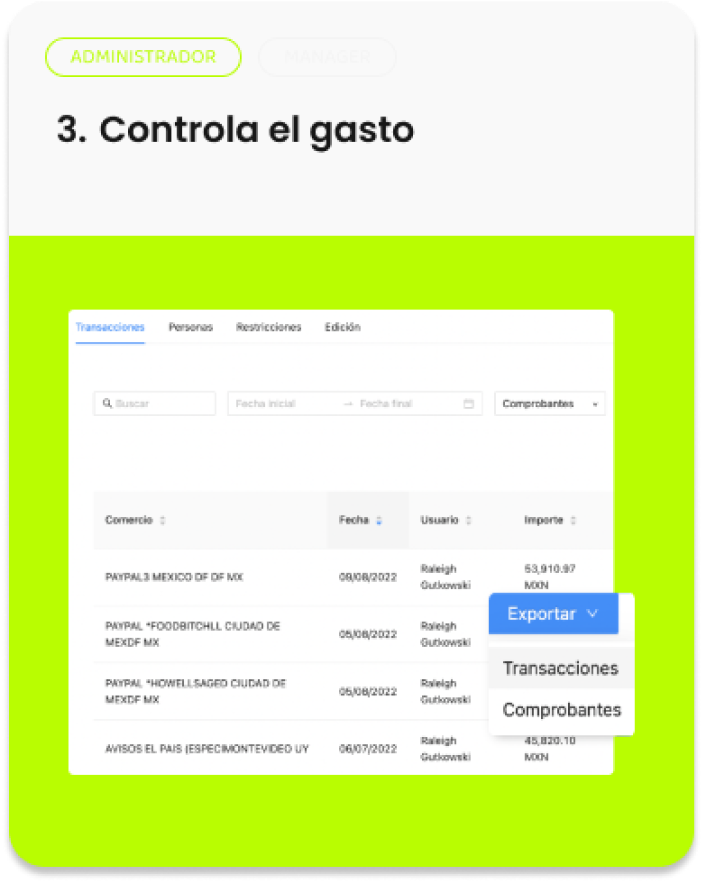 ADMINISTRADOR MANAGER
3. Controla el gasto
Transacciones Personas Restricciones Edición
Buscar Fecha inicial → Fecha final Comprobantes
Comercio Fecha Usuario Importe
PAYPAL3 MEXICO DF DF MX 09/08/2022 Raleigh Gutkowski 53,910.97 MXN
Exportar
PAYPAL *FOODBITCHLL CIUDAD DE MEXDF MX 05/08/2022 Raleigh Gutkowski
Transacciones
PAYPAL *HOWELLSAGED CIUDAD DE MEXDF MX 05/08/2022 Raleigh Gutkowski
Comprobantes
AVISOS EL PAIS (ESPECIMONTEVIDEO UY 06/07/2022 Raleigh Gutkowski 45,820.10 MXN